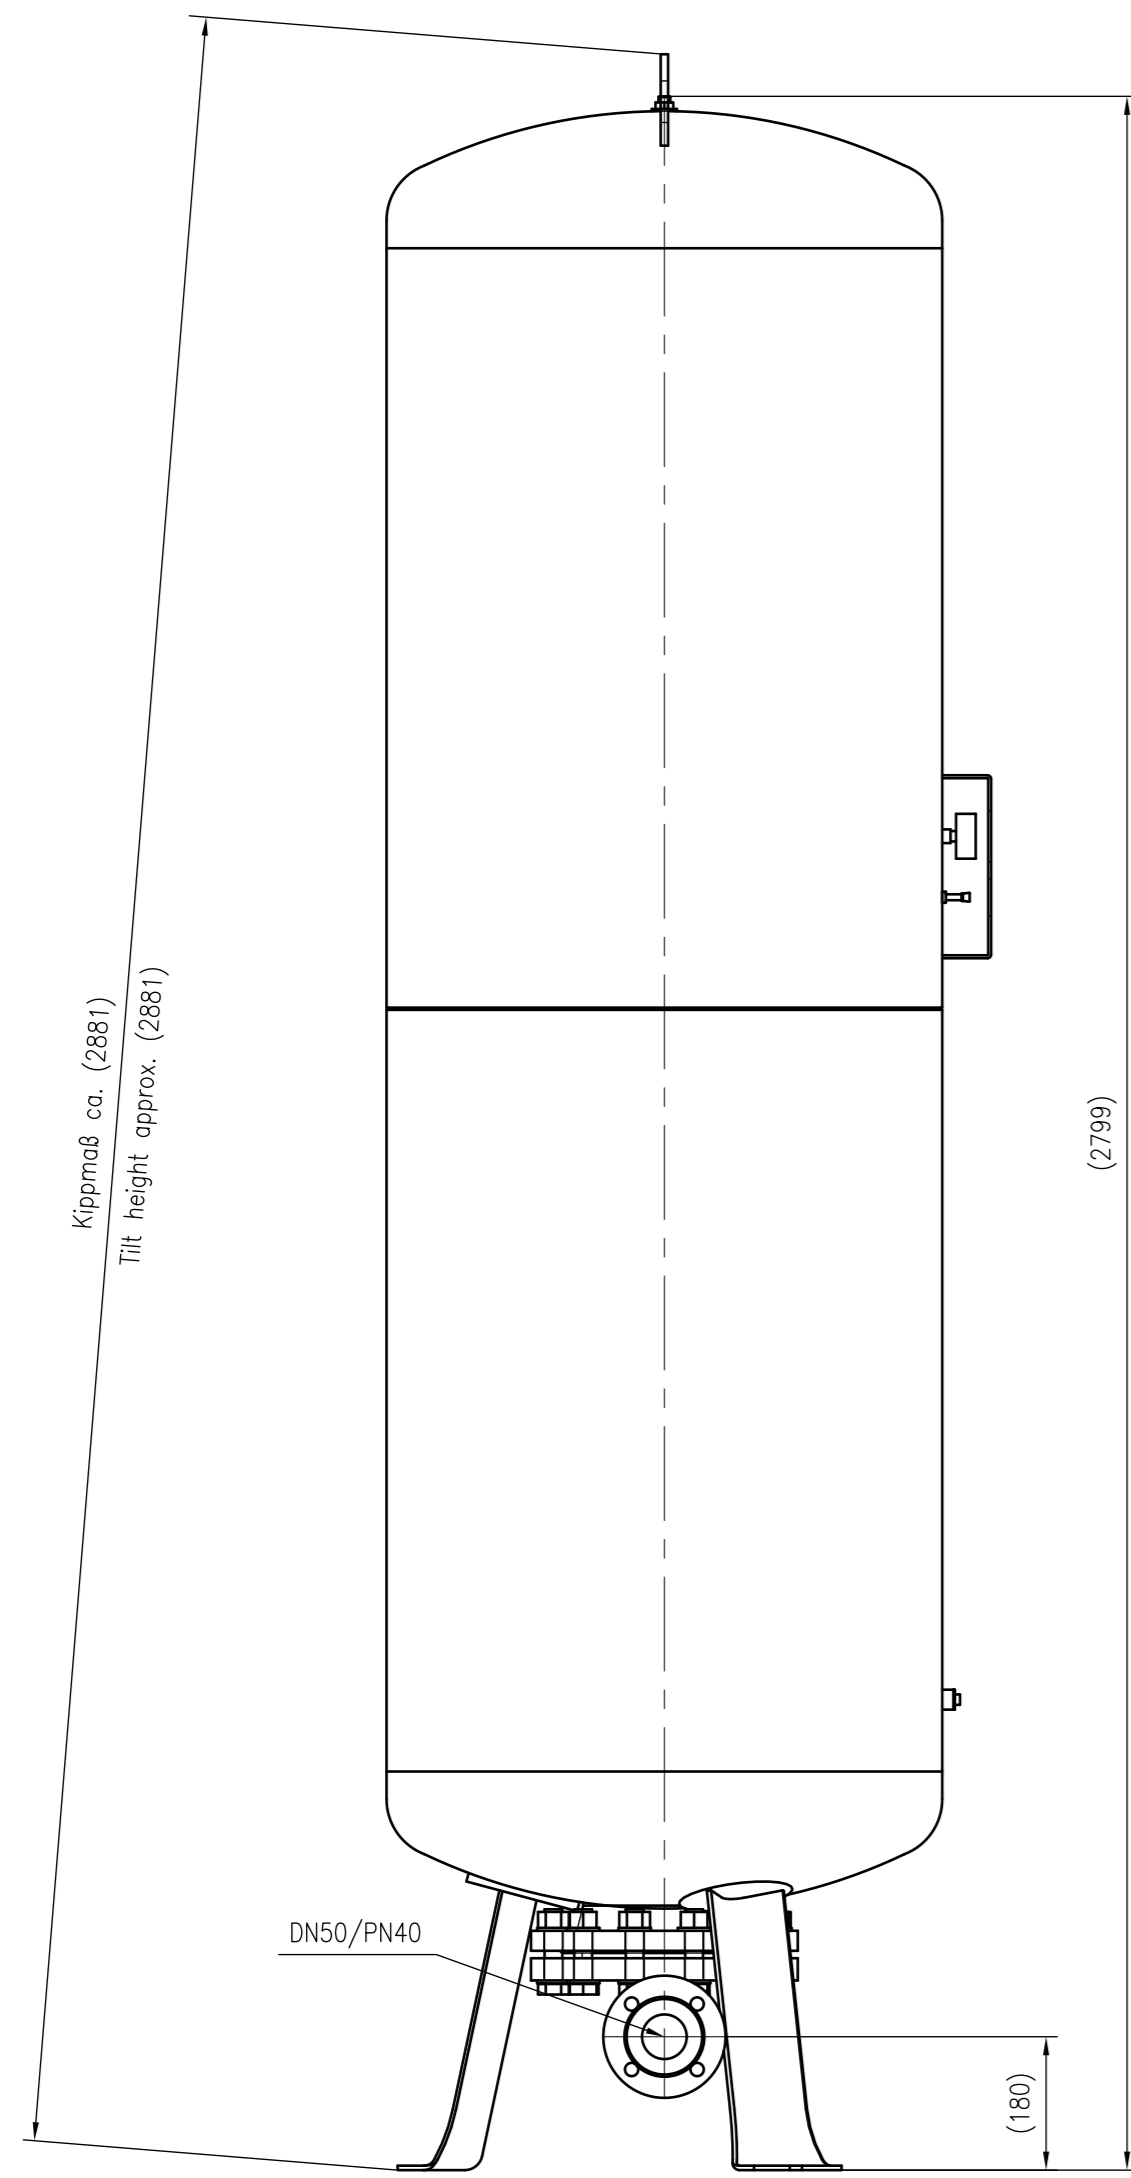 Kippmaß ca. (2881)
Tilt height approx. (2881)
(2799)
DN50/PN40
(180)